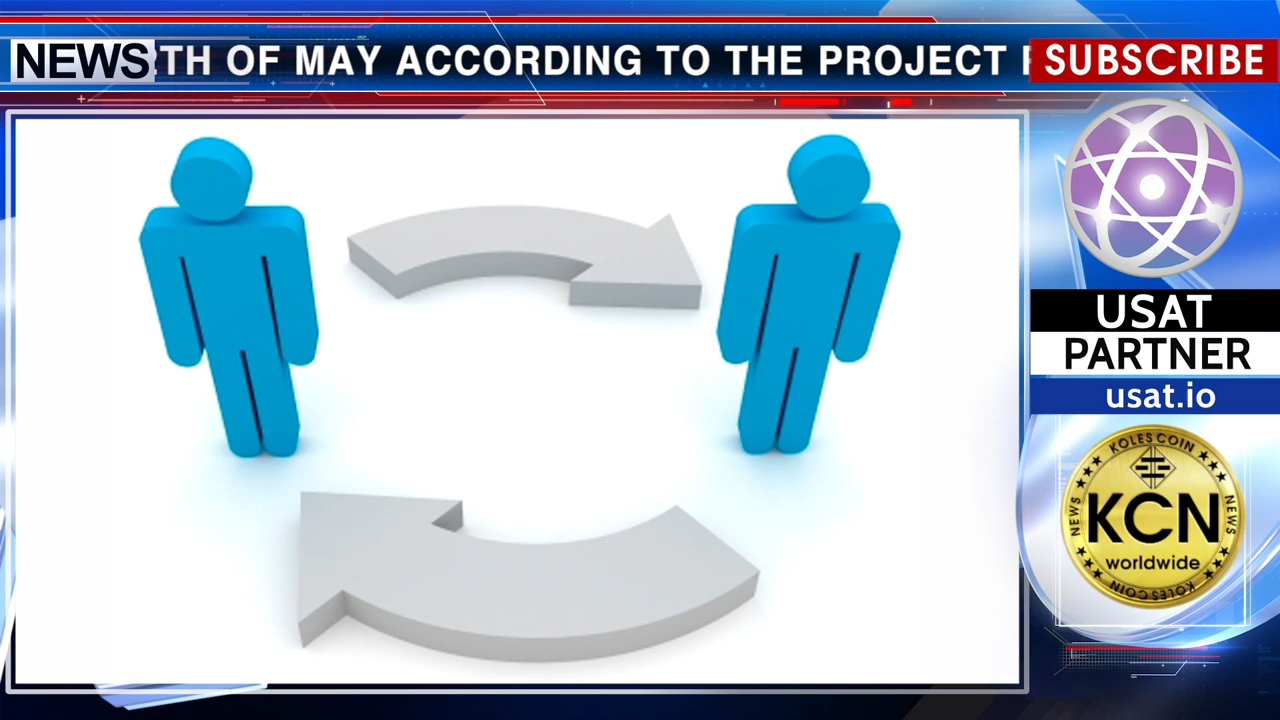 NEWS
TH OF MAY ACCORDING TO THE PROJECT
SUBSCRIBE
USAT
PARTNER
usat.io
KOLES COIN
NEWS
KCN
NEWS
worldwide
KOLES COIN